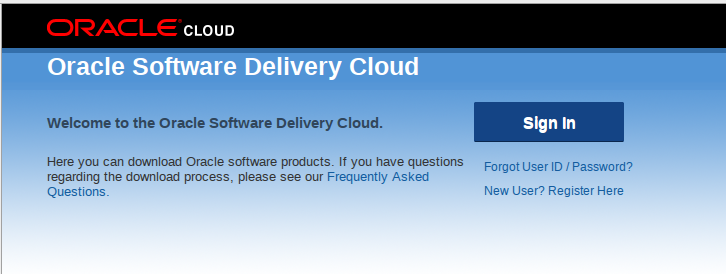 ORACLE CLOUD
Oracle Software Delivery Cloud
Welcome to the Oracle Software Delivery Cloud.
Sign In
Here you can download Oracle software products. If you have questions
regarding the download process, please see our Frequently Asked
Questions.
Forgot User ID / Password?
New User? Register Here